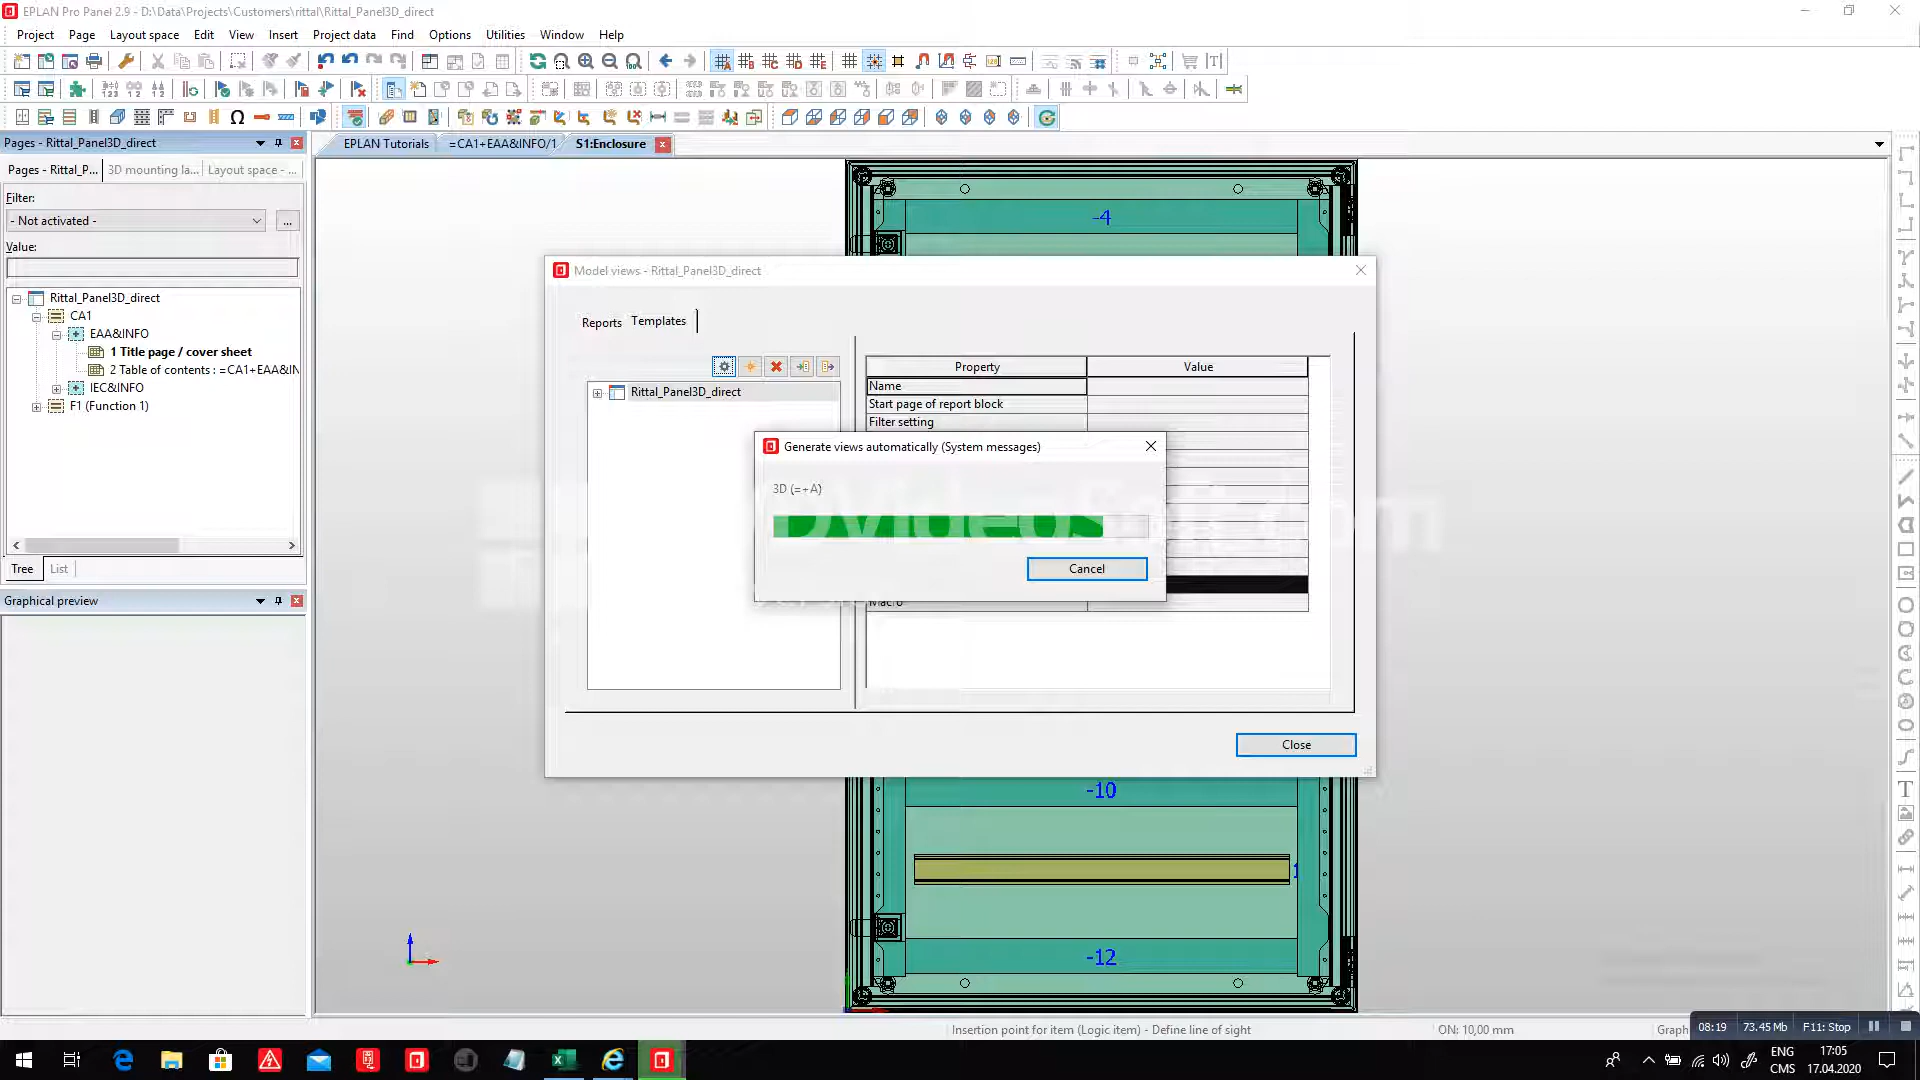 EPLAN Pro Panel 2.9 - D:\Data\Projects\Customers\rittal\Rittal_Panel3D_direct
Project Page Layout space Edit View Insert Project data Find Options Utilities Window Help
Pages - Rittal_Panel3D_direct
EPLAN Tutorials =CA1+EAA&INFO/1 S1:Enclosure
Pages - Rittal_P... 3D mounting la... Layout space - ...
Filter:
- Not activated -
...
Value:
Rittal_Panel3D_direct
CA1
EAA&INFO
1 Title page / cover sheet
2 Table of contents : =CA1+EAA&IN
IEC&INFO
F1 (Function 1)
Tree List
Graphical preview
-4
Model views - Rittal_Panel3D_direct
Reports Templates
Rittal_Panel3D_direct
Property Value
Name
Start page of report block
Filter setting
Generate views automatically (System messages)
3D (=+A)
Cancel
Macro
Close
-10
1
-12
Insertion point for item (Logic item) - Define line of sight
ON: 10,00 mm
Graph
08:19 73.45 Mb F11: Stop
ENG
CMS
17:05
17.04.2020